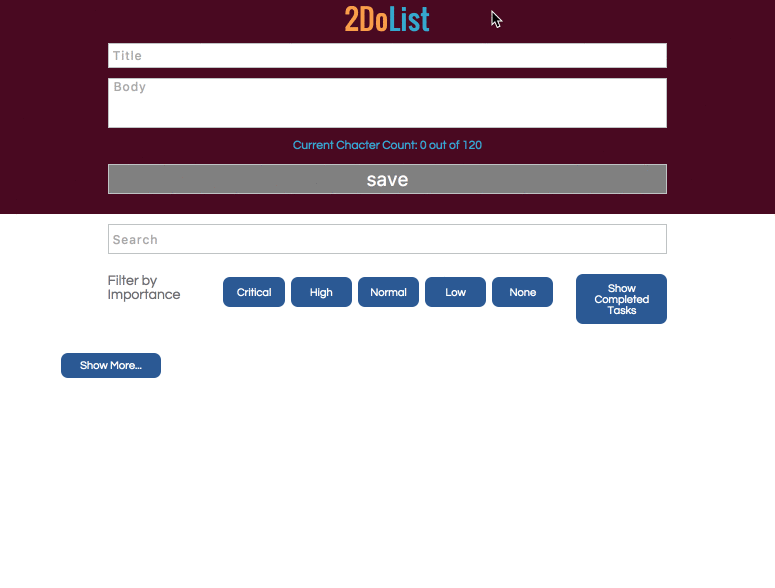 2DoList
Title
Body
Current Chacter Count: 0 out of 120
save
Search
Filter by
Importance
Critical
High
Normal
Low
None
Show
Completed
Tasks
Show More...